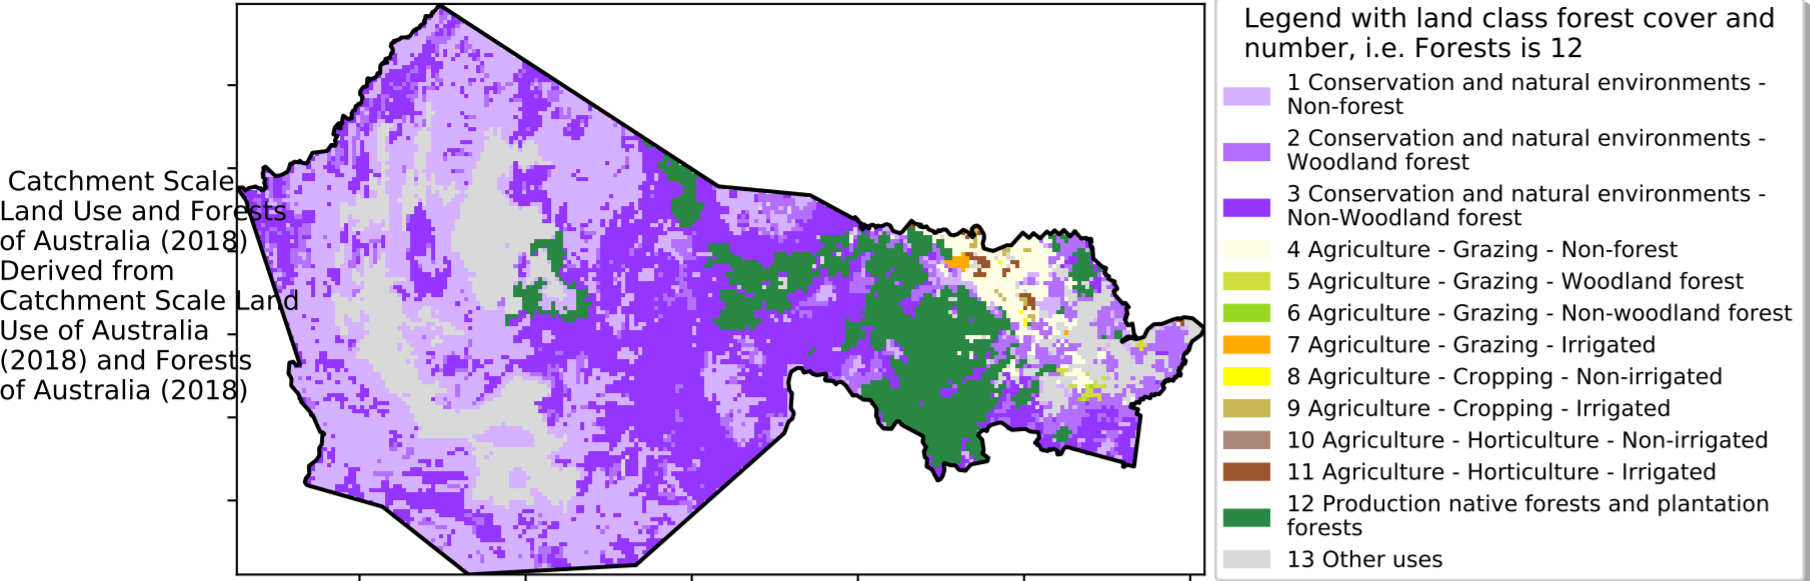 Catchment Scale
Land Use and Forests
of Australia (2018)
Derived from
Catchment Scale Land
Use of Australia
(2018) and Forests
of Australia (2018)
Legend with land class forest cover and
number, i.e. Forests is 12
1 Conservation and natural environments -
Non-forest
2 Conservation and natural environments -
Woodland forest
3 Conservation and natural environments -
Non-Woodland forest
4 Agriculture - Grazing - Non-forest
5 Agriculture - Grazing - Woodland forest
6 Agriculture - Grazing - Non-woodland forest
7 Agriculture - Grazing - Irrigated
8 Agriculture - Cropping - Non-irrigated
9 Agriculture - Cropping - Irrigated
10 Agriculture - Horticulture - Non-irrigated
11 Agriculture - Horticulture - Irrigated
12 Production native forests and plantation
forests
13 Other uses